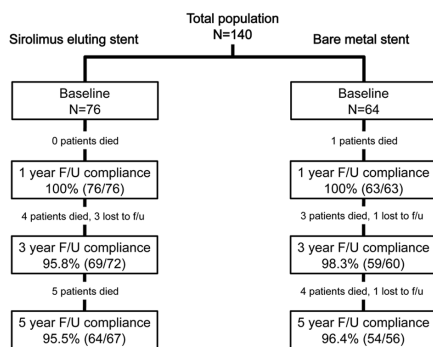 Total population
N=140
Sirolimus eluting stent
Bare metal stent
Baseline
N=76
Baseline
N=64
0 patients died
1 patients died
1 year F/U compliance
100% (76/76)
1 year F/U compliance
100% (63/63)
4 patients died, 3 lost to f/u
3 patients died, 1 lost to f/u
3 year F/U compliance
95.8% (69/72)
3 year F/U compliance
98.3% (59/60)
5 patients died
4 patients died, 1 lost to f/u
5 year F/U compliance
95.5% (64/67)
5 year F/U compliance
96.4% (54/56)